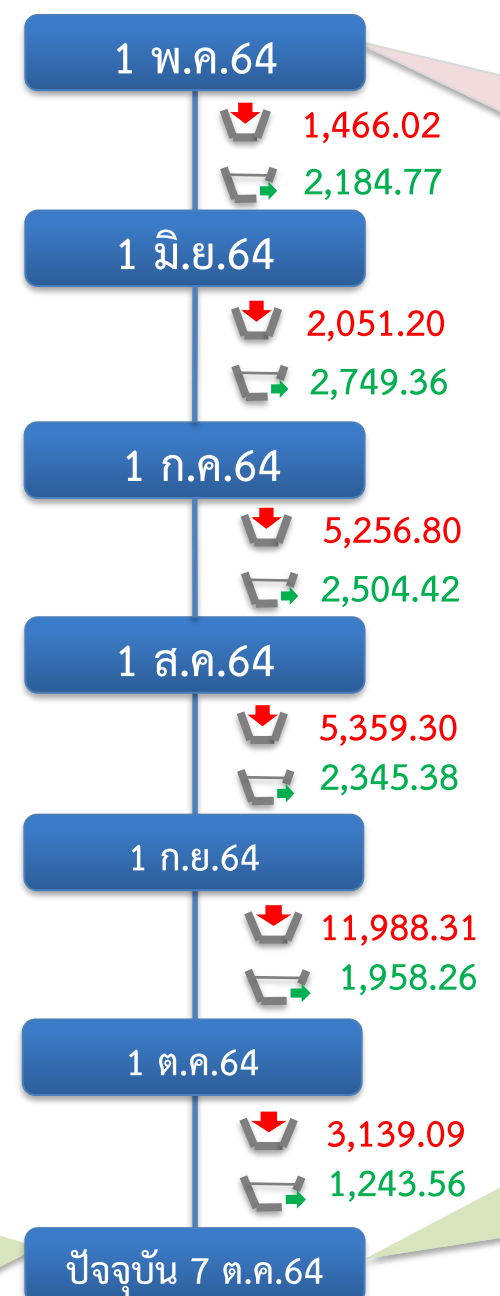 1 พ.ค.64
1,466.02
2,184.77
1 มิ.ย.64
2,051.20
2,749.36
1 ก.ค.64
5,256.80
2,504.42
1 ส.ค.64
5,359.30
2,345.38
1 ก.ย.64
11,988.31
1,958.26
1 ต.ค.64
3,139.09
1,243.56
ปัจจุบัน 7 ต.ค.64